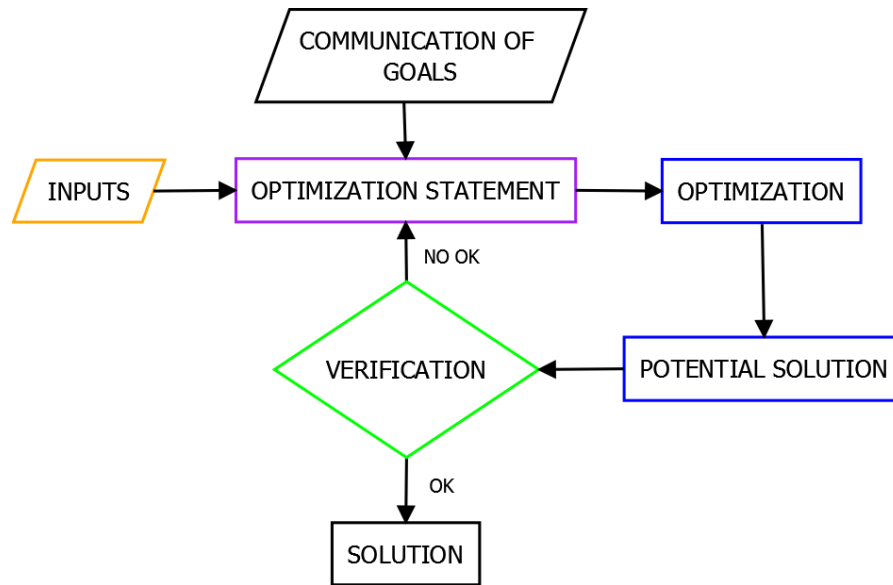 COMMUNICATION OF
GOALS
INPUTS
OPTIMIZATION STATEMENT
OPTIMIZATION
NO OK
VERIFICATION
POTENTIAL SOLUTION
OK
SOLUTION